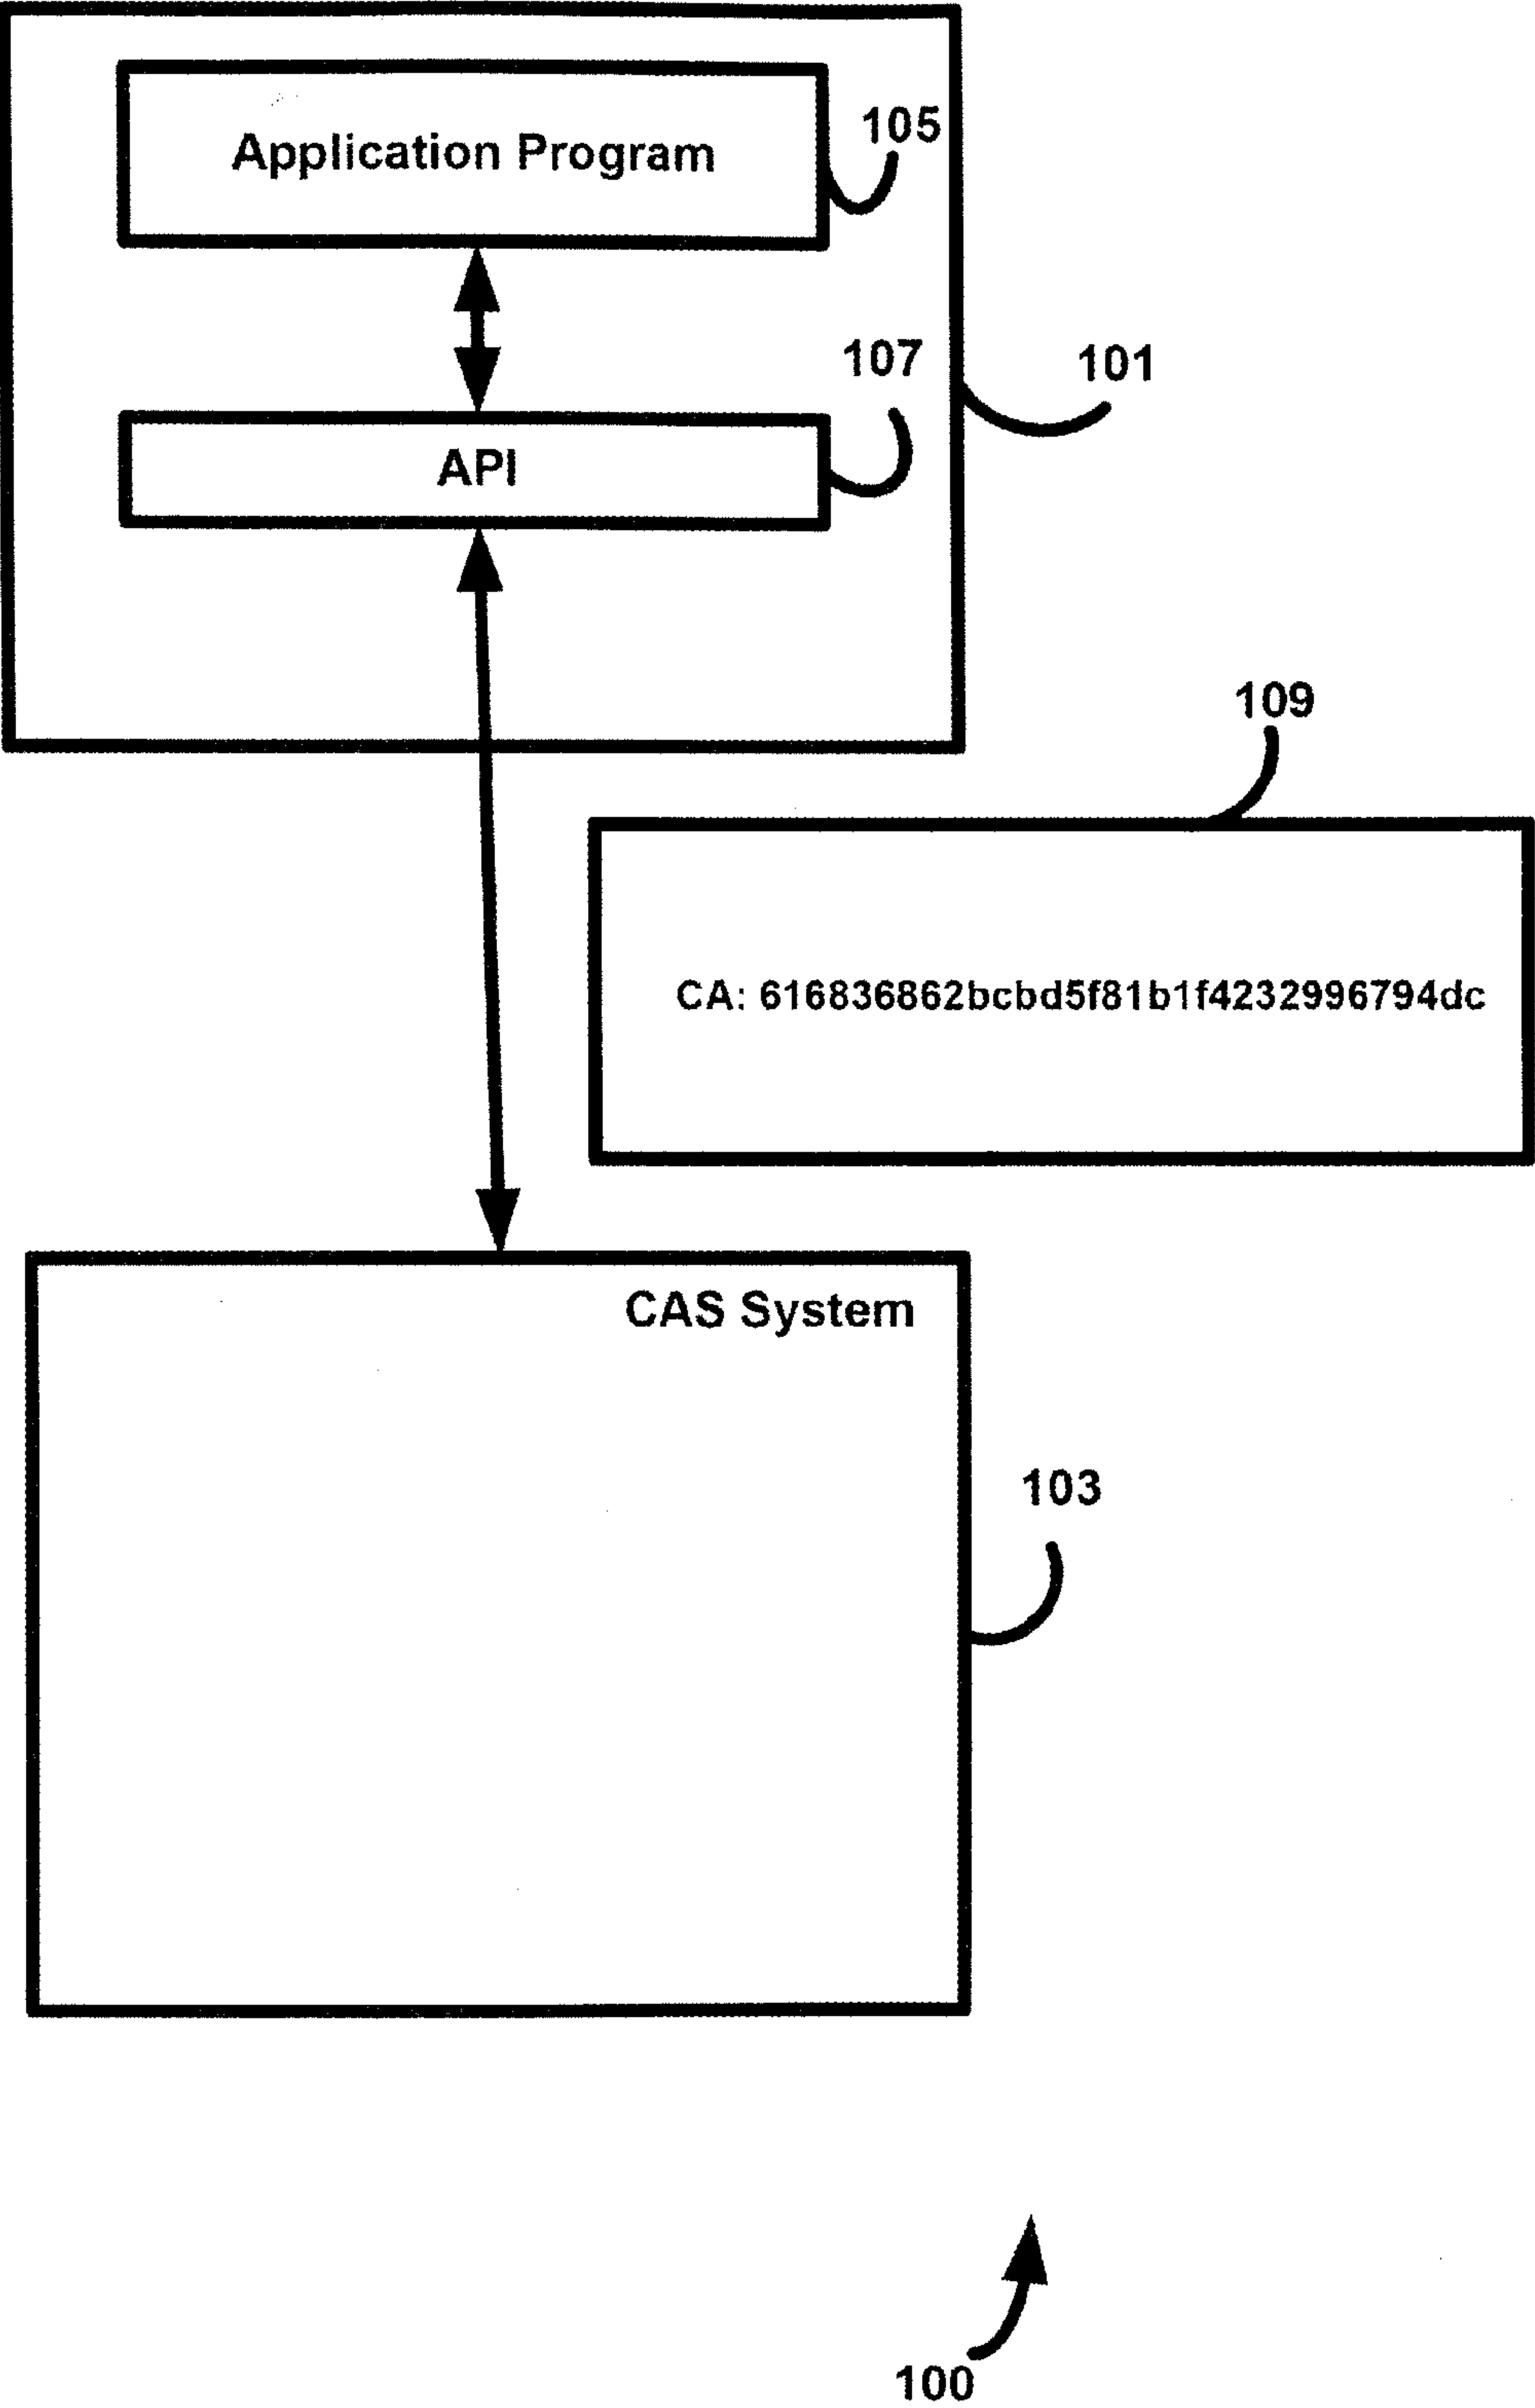 105
Application Program
107
101
API
109
CA: 616836862bcbd5f81b1f4232996794dc
CAS System
103
100